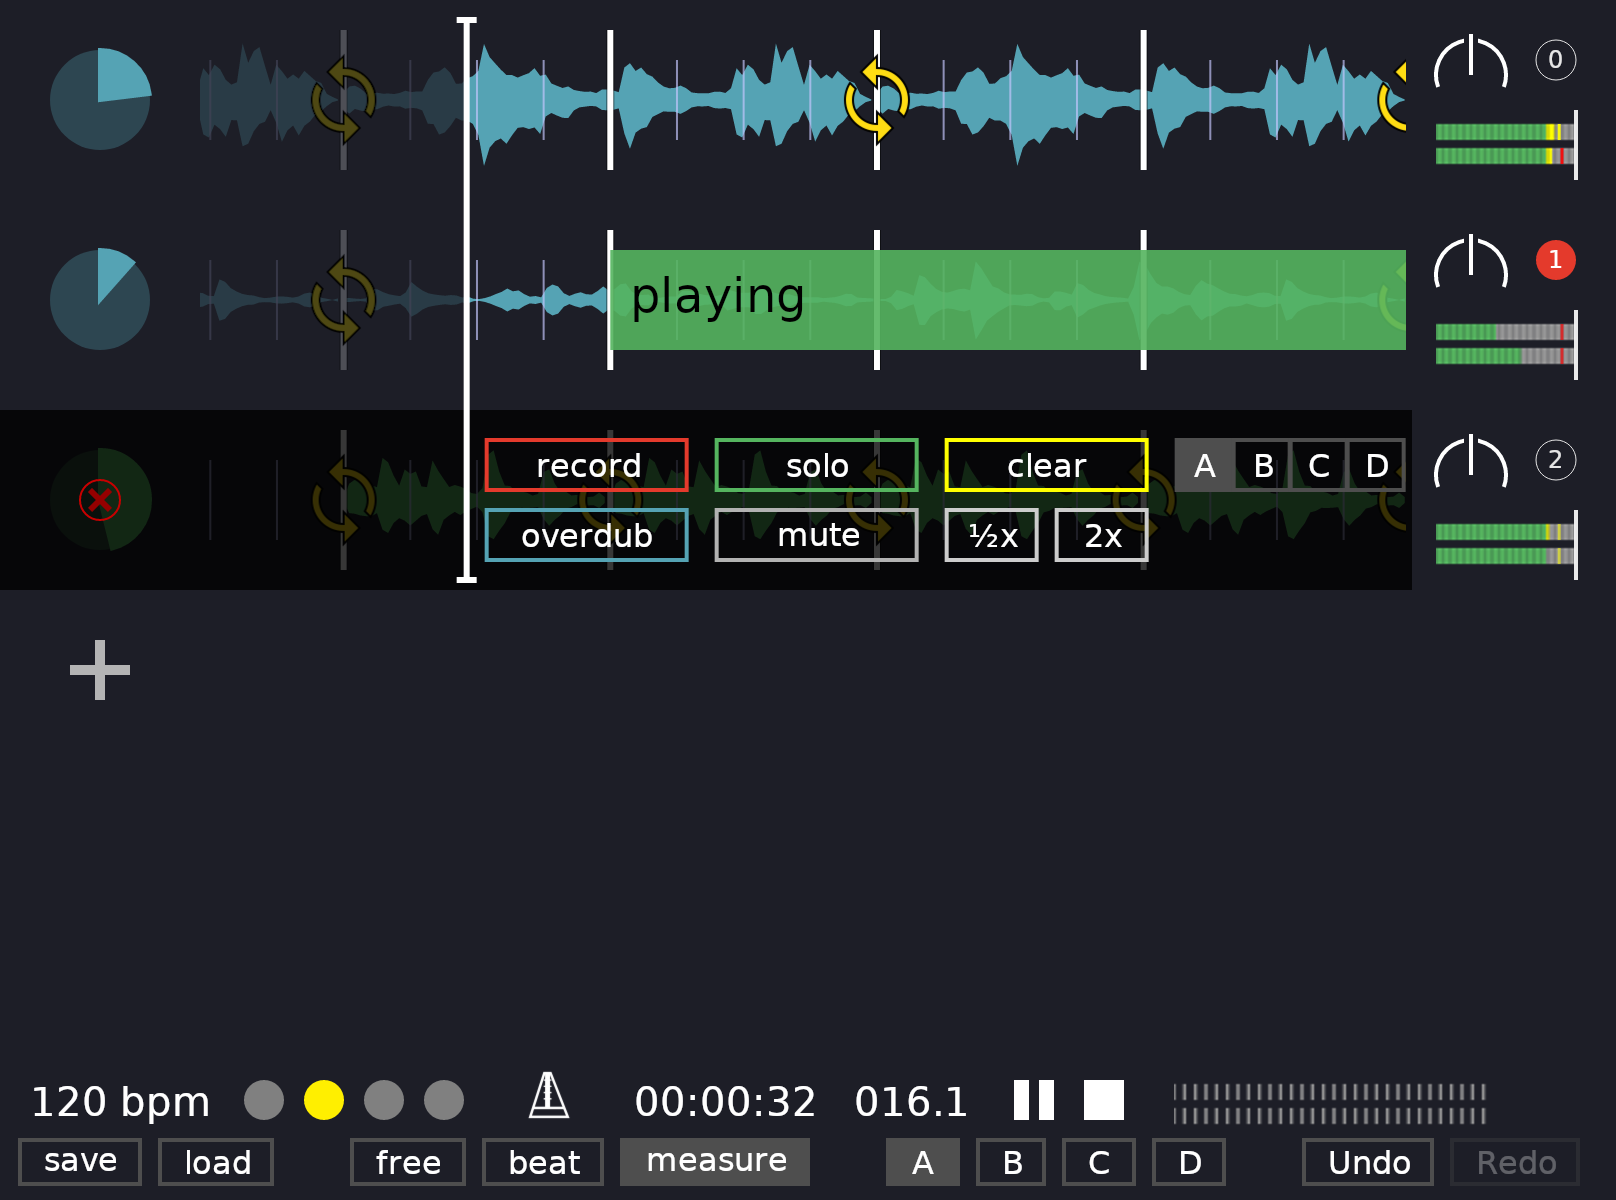 0
playing
1
record solo clear A B C D
2
overdub mute ½x 2x
120 bpm 00:00:32 016.1
save load free beat measure A B C D Undo Redo